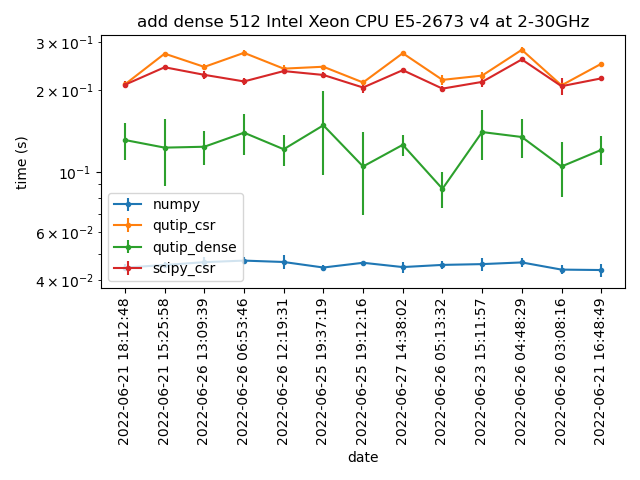 add dense 512 Intel Xeon CPU E5-2673 v4 at 2-30GHz
3 × 10⁻¹
2 × 10⁻¹
10⁻¹
6 × 10⁻²
4 × 10⁻²
time (s)
numpy
qutip_csr
qutip_dense
scipy_csr
2022-06-21 18:12:48
2022-06-21 15:25:58
2022-06-26 13:09:39
2022-06-26 06:53:46
2022-06-26 12:19:31
2022-06-25 19:37:19
2022-06-25 19:12:16
2022-06-27 14:38:02
2022-06-26 05:13:32
2022-06-23 15:11:57
2022-06-26 04:48:29
2022-06-26 03:08:16
2022-06-21 16:48:49
date